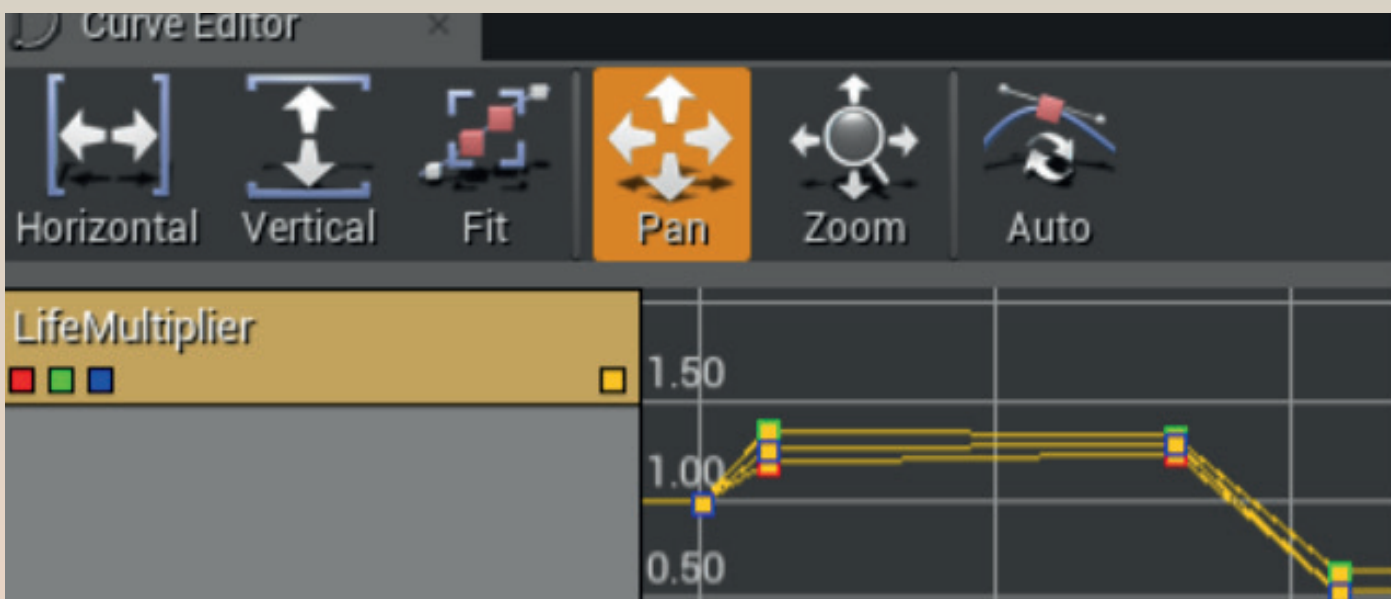 Curve Editor
Horizontal Vertical Fit Pan Zoom Auto
LifeMultiplier
1.50
1.00
0.50